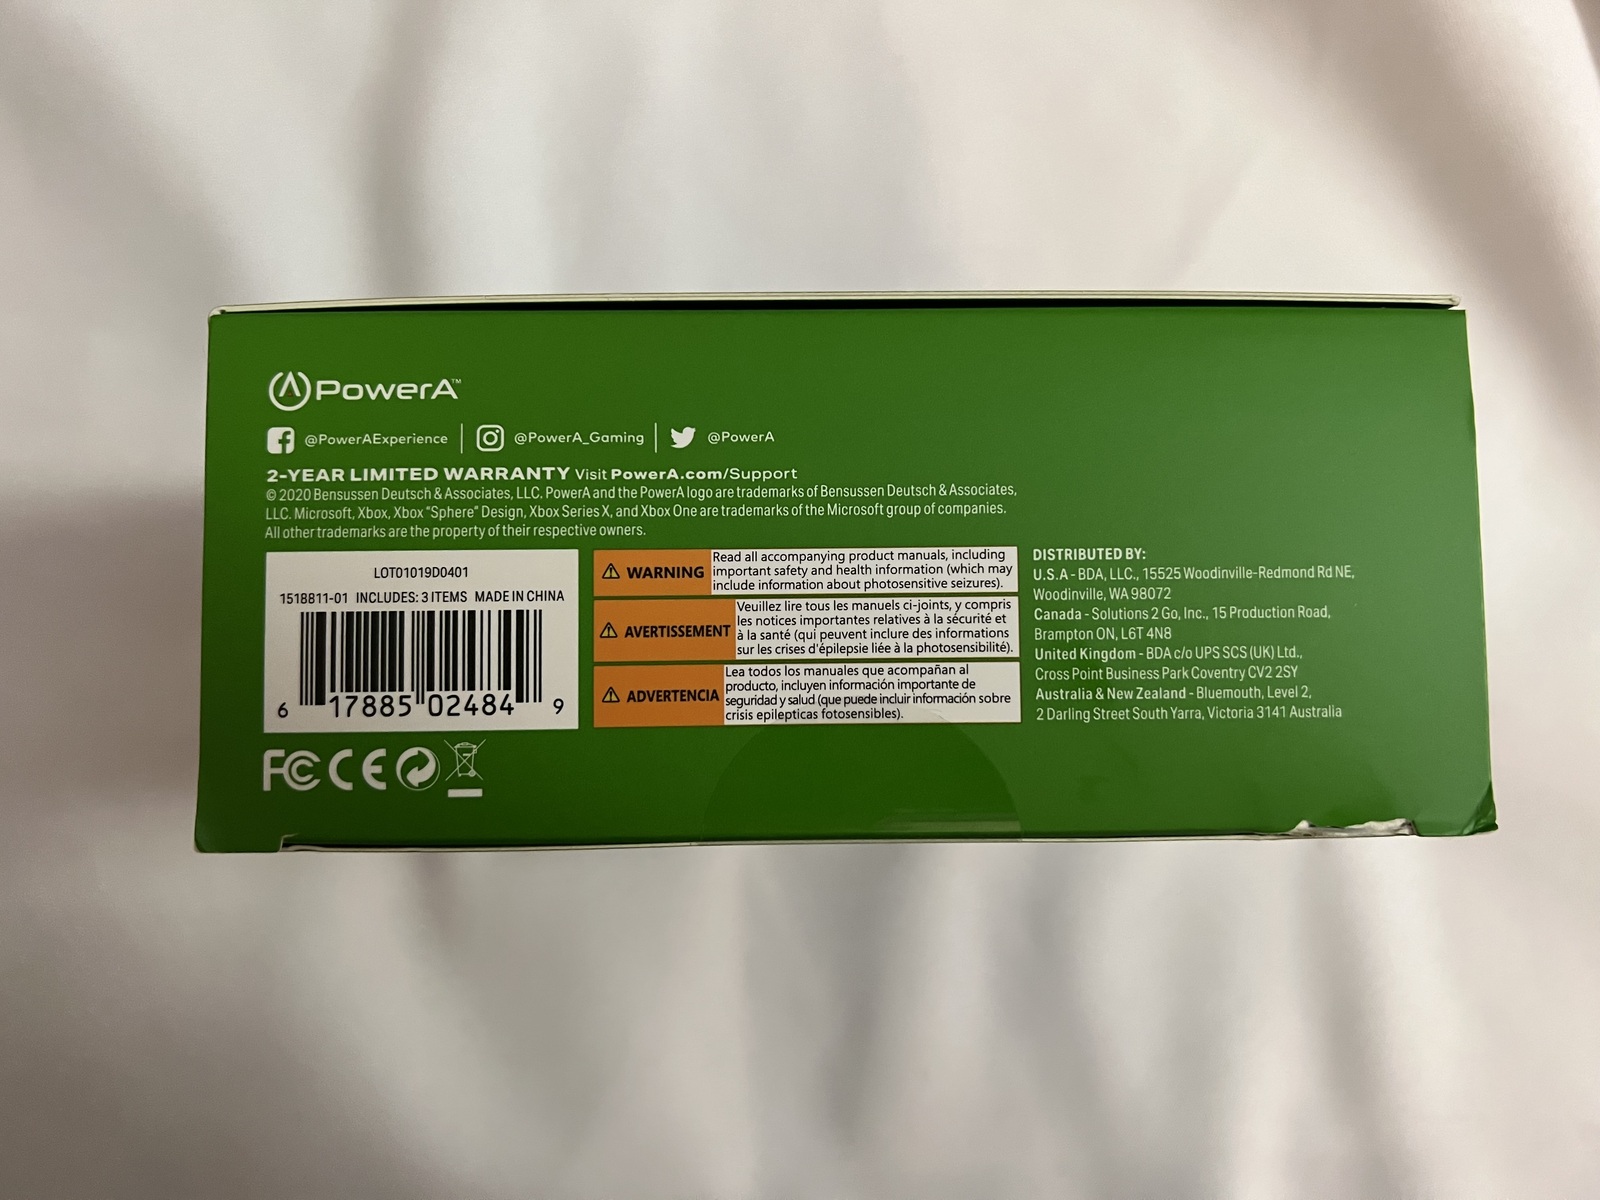 PowerA™
@PowerAExperience @PowerA_Gaming @PowerA
2-YEAR LIMITED WARRANTY Visit PowerA.com/Support
© 2020 Bensussen Deutsch & Associates, LLC. PowerA and the PowerA logo are trademarks of Bensussen Deutsch & Associates,
LLC. Microsoft, Xbox, Xbox "Sphere" Design, Xbox Series X, and Xbox One are trademarks of the Microsoft group of companies.
All other trademarks are the property of their respective owners.
LOT01019D0401
1518811-01 INCLUDES: 3 ITEMS MADE IN CHINA
6 17885 02484 9
WARNING
Read all accompanying product manuals, including
important safety and health information (which may
include information about photosensitive seizures).
AVERTISSEMENT
Veuillez lire tous les manuels ci-joints, y compris
les notices importantes relatives à la sécurité et
à la santé (qui peuvent inclure des informations
sur les crises d'épilepsie liée à la photosensibilité).
ADVERTENCIA
Lea todos los manuales que acompañan al
producto, incluyen información importante de
seguridad y salud (que puede incluir información sobre
crisis epilepticas fotosensibles).
DISTRIBUTED BY:
U.S.A - BDA, LLC., 15525 Woodinville-Redmond Rd NE,
Woodinville, WA 98072
Canada - Solutions 2 Go, Inc., 15 Production Road,
Brampton ON, L6T 4N8
United Kingdom - BDA c/o UPS SCS (UK) Ltd.,
Cross Point Business Park Coventry CV2 2SY
Australia & New Zealand - Bluemouth, Level 2,
2 Darling Street South Yarra, Victoria 3141 Australia
FC CE